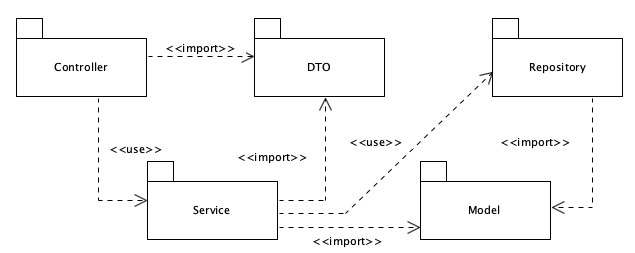 <<import>>
Controller
DTO
Repository
<<use>>
<<import>>
<<use>>
<<import>>
Service
Model
<<import>>